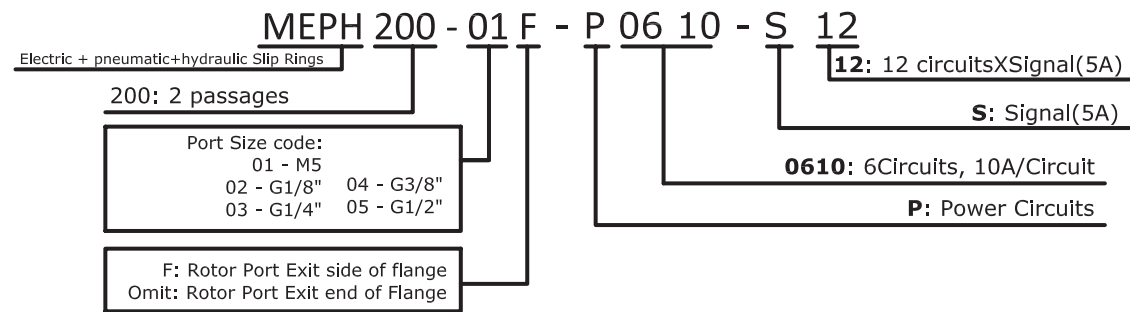 MEPH 200 - 01 F - P 06 10 - S 12
Electric + pneumatic+hydraulic Slip Rings
12: 12 circuitsXSignal(5A)
200: 2 passages
S: Signal(5A)
Port Size code:
01 - M5
02 - G1/8" 04 - G3/8"
03 - G1/4" 05 - G1/2"
0610: 6Circuits, 10A/Circuit
P: Power Circuits
F: Rotor Port Exit side of flange
Omit: Rotor Port Exit end of Flange